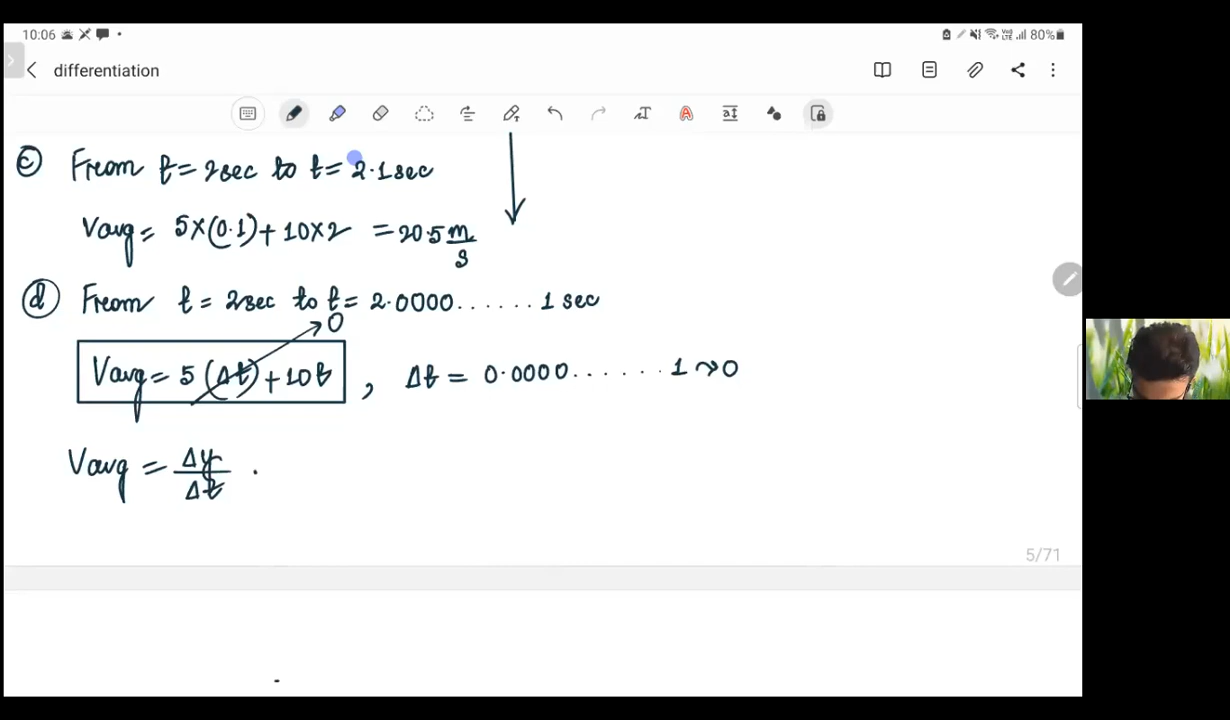 10:06
80%
differentiation
ⓒ From t = 2sec to t = 2.1sec
Vavg = 5×(0.1) + 10×2 = 20.5 m/s
ⓓ From t = 2sec to t = 2.0000...... 1 sec
0
Vavg = 5 (Δt) + 10t , Δt = 0.0000...... 1 ~> 0
Vavg = Δy/Δt .
5/71